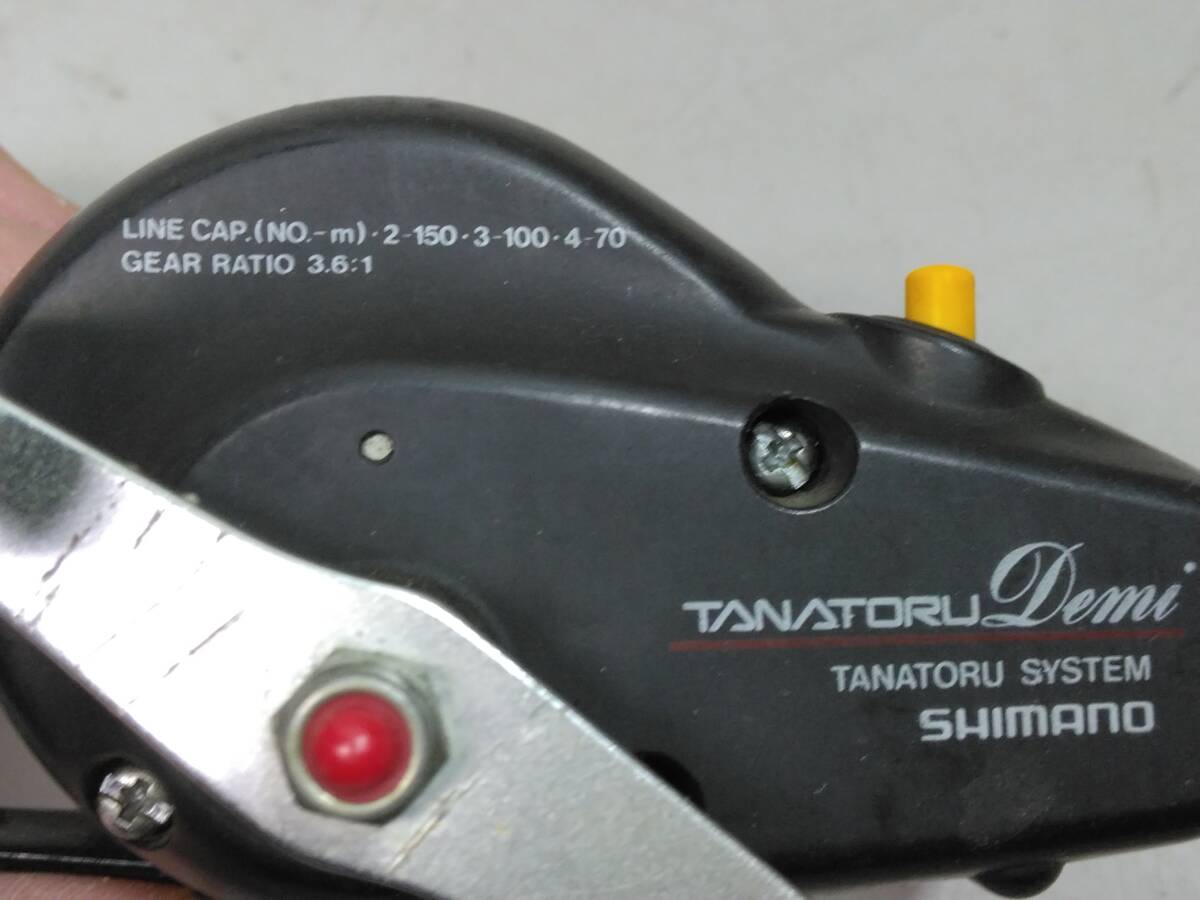 LINE CAP.(NO.-m)·2-150·3-100·4-70
GEAR RATIO 3.6:1
TANATORU Demi
TANATORU SYSTEM
SHIMANO